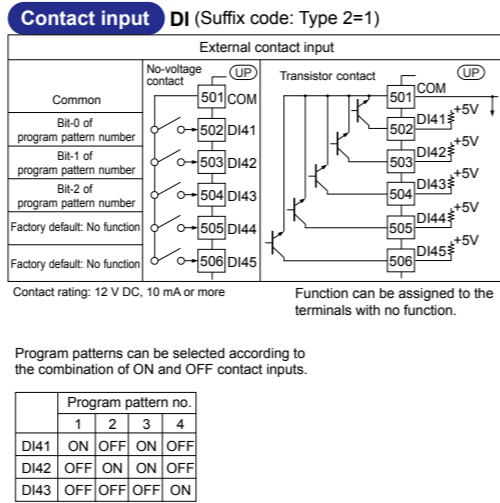 Contact input DI (Suffix code: Type 2=1)
External contact input
No-voltage
contact
UP
Transistor contact
UP
Common
501 COM
501 COM
Bit-0 of
program pattern number
502 DI41
502 DI41 +5V
Bit-1 of
program pattern number
503 DI42
503 DI42 +5V
Bit-2 of
program pattern number
504 DI43
504 DI43 +5V
Factory default: No function
505 DI44
505 DI44 +5V
Factory default: No function
506 DI45
506 DI45 +5V
Contact rating: 12 V DC, 10 mA or more
Function can be assigned to the
terminals with no function.
Program patterns can be selected according to
the combination of ON and OFF contact inputs.
Program pattern no.
1 2 3 4
DI41 ON OFF ON OFF
DI42 OFF ON ON OFF
DI43 OFF OFF OFF ON